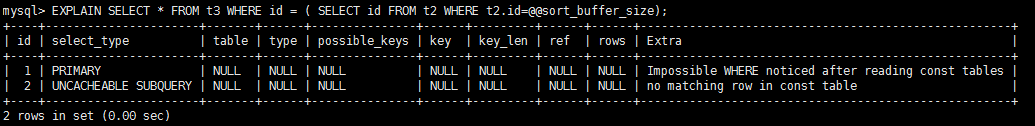 mysql> EXPLAIN SELECT * FROM t3 WHERE id = ( SELECT id FROM t2 WHERE t2.id=@@sort_buffer_size);
+----+----------------------+-------+------+---------------+------+---------+------+------+-----------------------------------------------------+
| id | select_type          | table | type | possible_keys | key  | key_len | ref  | rows | Extra                                               |
+----+----------------------+-------+------+---------------+------+---------+------+------+-----------------------------------------------------+
|  1 | PRIMARY              | NULL  | NULL | NULL          | NULL | NULL    | NULL | NULL | Impossible WHERE noticed after reading const tables |
|  2 | UNCACHEABLE SUBQUERY | NULL  | NULL | NULL          | NULL | NULL    | NULL | NULL | no matching row in const table                      |
+----+----------------------+-------+------+---------------+------+---------+------+------+-----------------------------------------------------+
2 rows in set (0.00 sec)